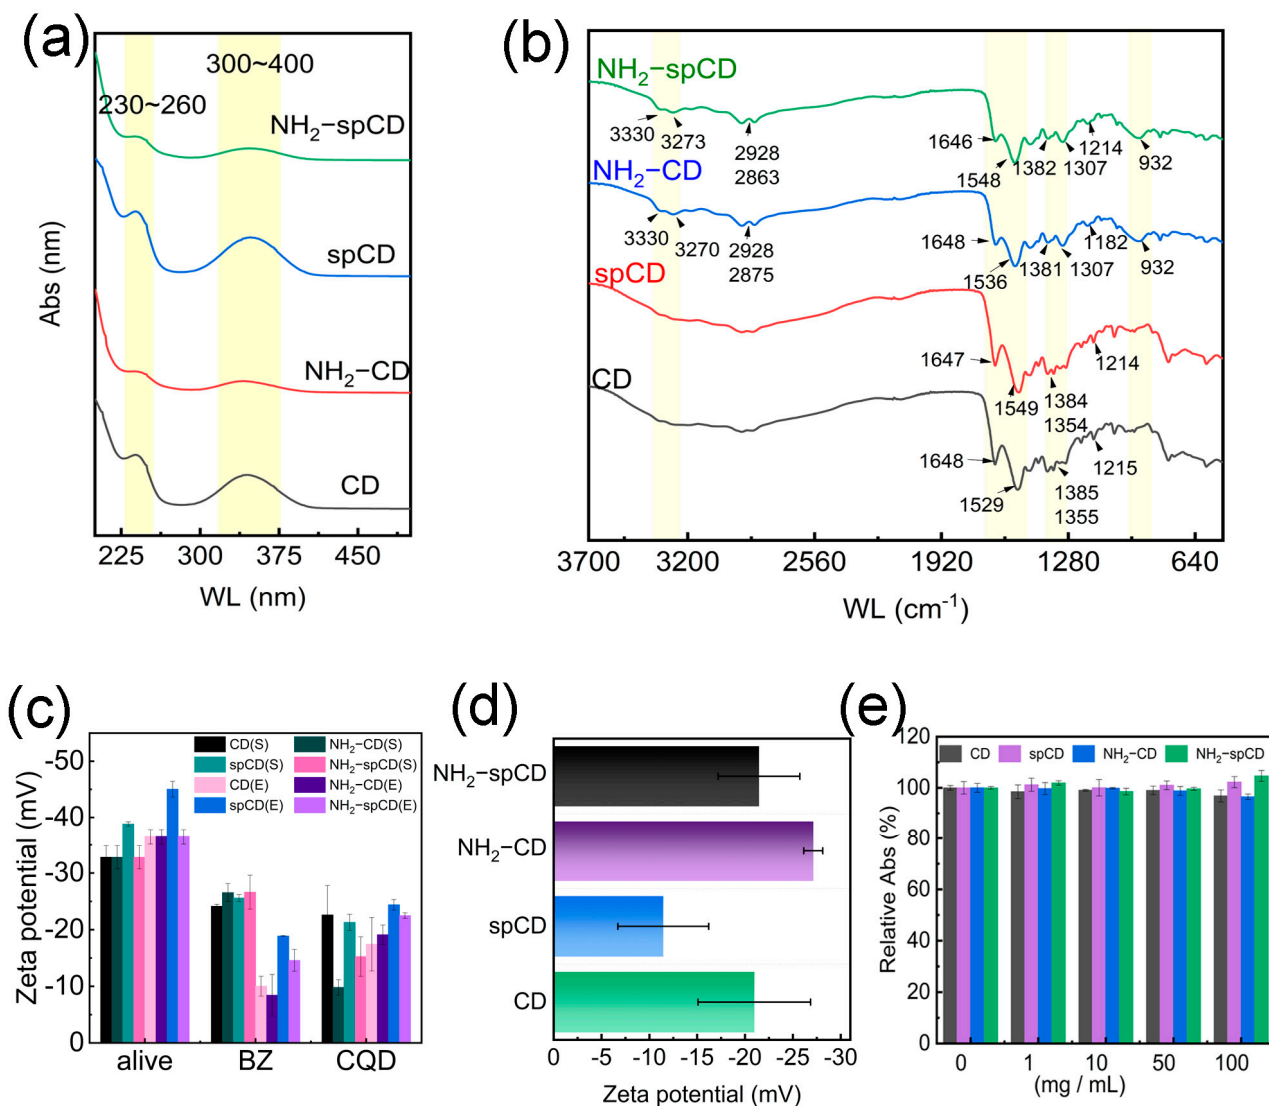 (a)
300~400
230~260
NH₂−spCD
spCD
NH₂−CD
CD
Abs (nm)
225 300 375 450
WL (nm)
(b)
NH₂−spCD
3330 3273 2928 1646 1548 1382 1307 1214 932
2863
NH₂−CD
3330 3270 2928 1648 1536 1381 1307 1182 932
2875
spCD
1647 1549 1384 1214
1354
CD
1648 1529 1385 1215
1355
3700 3200 2560 1920 1280 640
WL (cm⁻¹)
(c)
Zeta potential (mV)
-50
-40
-30
-20
-10
0
CD(S) NH₂−CD(S)
spCD(S) NH₂−spCD(S)
CD(E) NH₂−CD(E)
spCD(E) NH₂−spCD(E)
alive BZ CQD
(d)
NH₂−spCD
NH₂−CD
spCD
CD
0 -5 -10 -15 -20 -25 -30
Zeta potential (mV)
(e)
CD spCD NH₂−CD NH₂−spCD
Relative Abs (%)
120
100
80
60
40
20
0
0 1 10 50 100
(mg / mL)